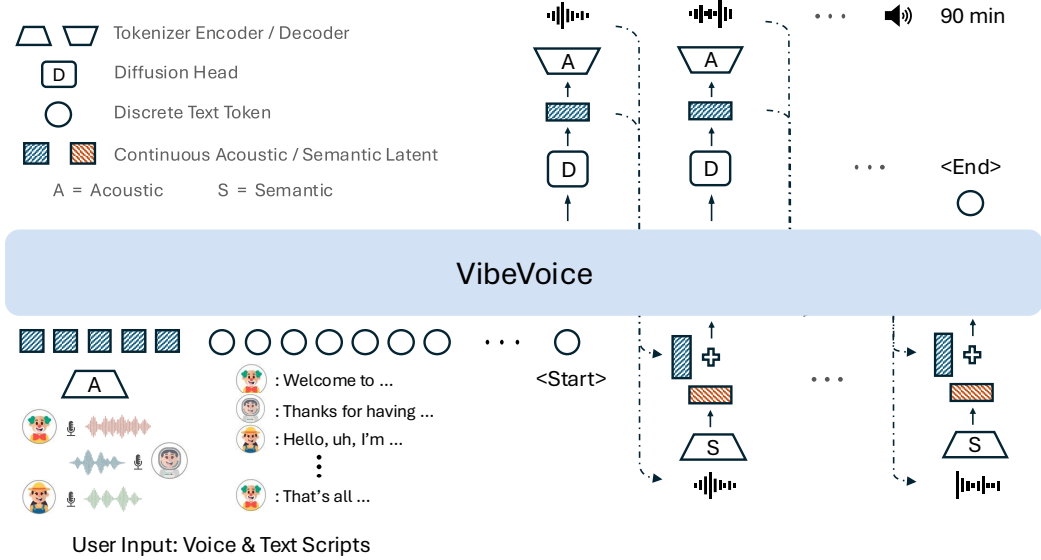 Tokenizer Encoder / Decoder
D
Diffusion Head
Discrete Text Token
Continuous Acoustic / Semantic Latent
A = Acoustic S = Semantic
90 min
A
A
D
D
<End>
VibeVoice
<Start>
A
: Welcome to ...
: Thanks for having ...
: Hello, uh, I'm ...
: That's all ...
S
S
User Input: Voice & Text Scripts